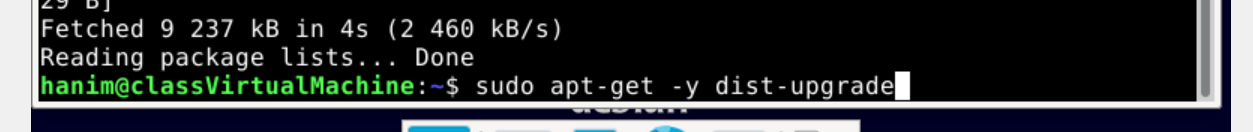 29 B]
Fetched 9 237 kB in 4s (2 460 kB/s)
Reading package lists... Done
hanim@classVirtualMachine:~$ sudo apt-get -y dist-upgrade